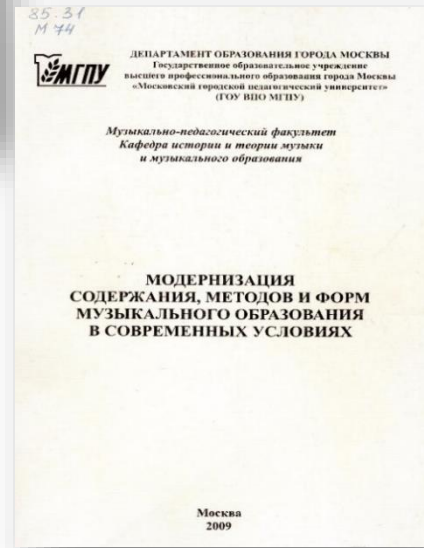 85.31
М 74
МГПУ
ДЕПАРТАМЕНТ ОБРАЗОВАНИЯ ГОРОДА МОСКВЫ
Государственное образовательное учреждение
высшего профессионального образования города Москвы
«Московский городской педагогический университет»
(ГОУ ВПО МГПУ)
Музыкально-педагогический факультет
Кафедра истории и теории музыки
и музыкального образования
МОДЕРНИЗАЦИЯ
СОДЕРЖАНИЯ, МЕТОДОВ И ФОРМ
МУЗЫКАЛЬНОГО ОБРАЗОВАНИЯ
В СОВРЕМЕННЫХ УСЛОВИЯХ
Москва
2009